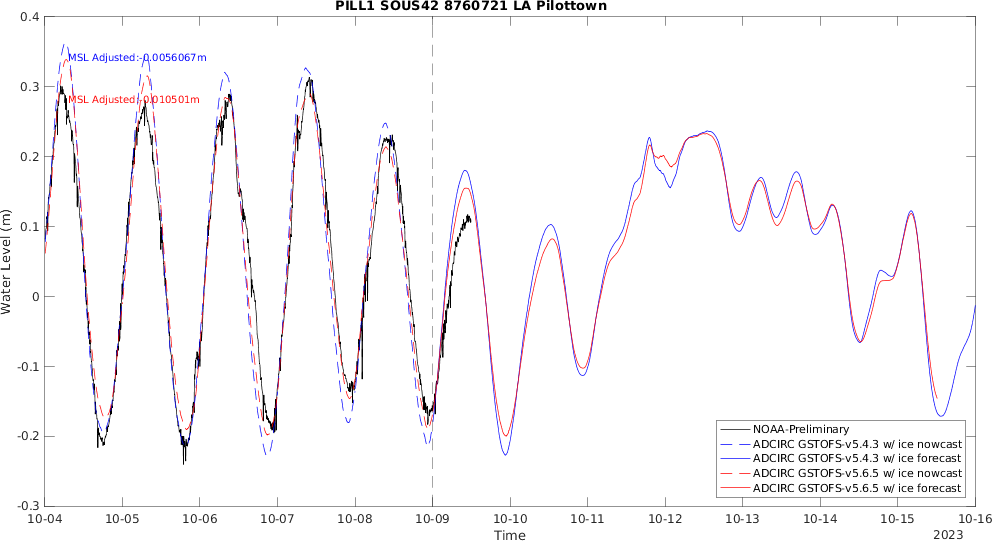 PILL1 SOUS42 8760721 LA Pilottown
0.4
0.3
0.2
0.1
0
-0.1
-0.2
-0.3
Water Level (m)
MSL Adjusted:-0.0056067m
MSL Adjusted:-0.010501m
NOAA-Preliminary
ADCIRC GSTOFS-v5.4.3 w/ ice nowcast
ADCIRC GSTOFS-v5.4.3 w/ ice forecast
ADCIRC GSTOFS-v5.6.5 w/ ice nowcast
ADCIRC GSTOFS-v5.6.5 w/ ice forecast
10-04 10-05 10-06 10-07 10-08 10-09 10-10 10-11 10-12 10-13 10-14 10-15 10-16
Time
2023